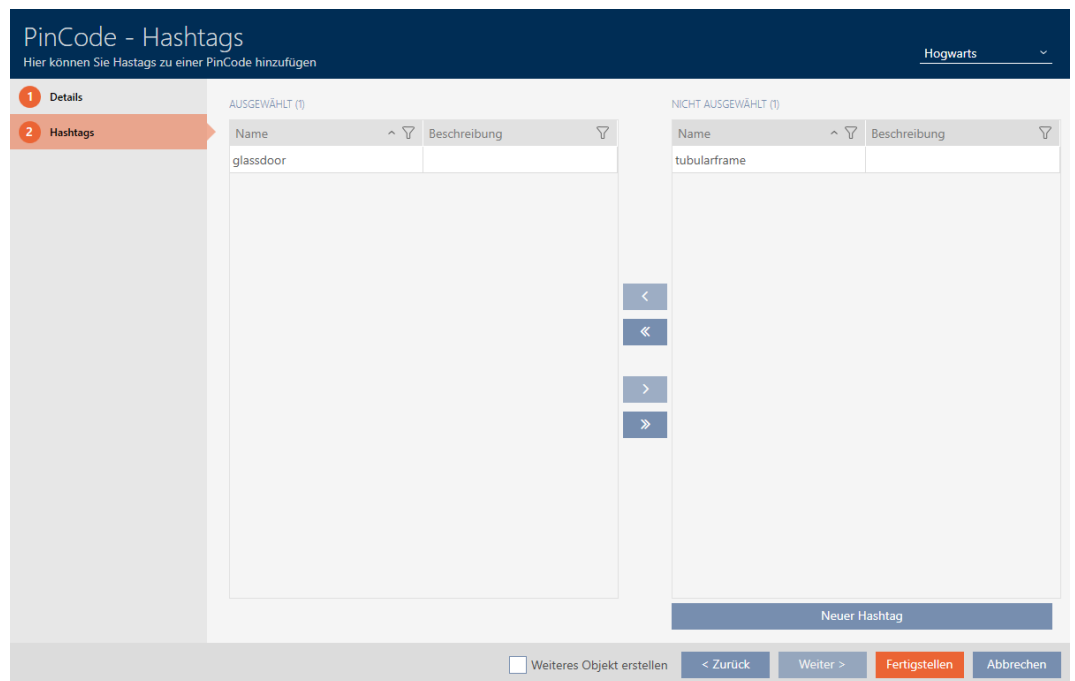 PinCode - Hashtags
Hier können Sie Hastags zu einer PinCode hinzufügen
Hogwarts
1 Details
2 Hashtags
AUSGEWÄHLT (1)
Name Beschreibung
glassdoor
NICHT AUSGEWÄHLT (1)
Name Beschreibung
tubularframe
Neuer Hashtag
Weiteres Objekt erstellen < Zurück Weiter > Fertigstellen Abbrechen